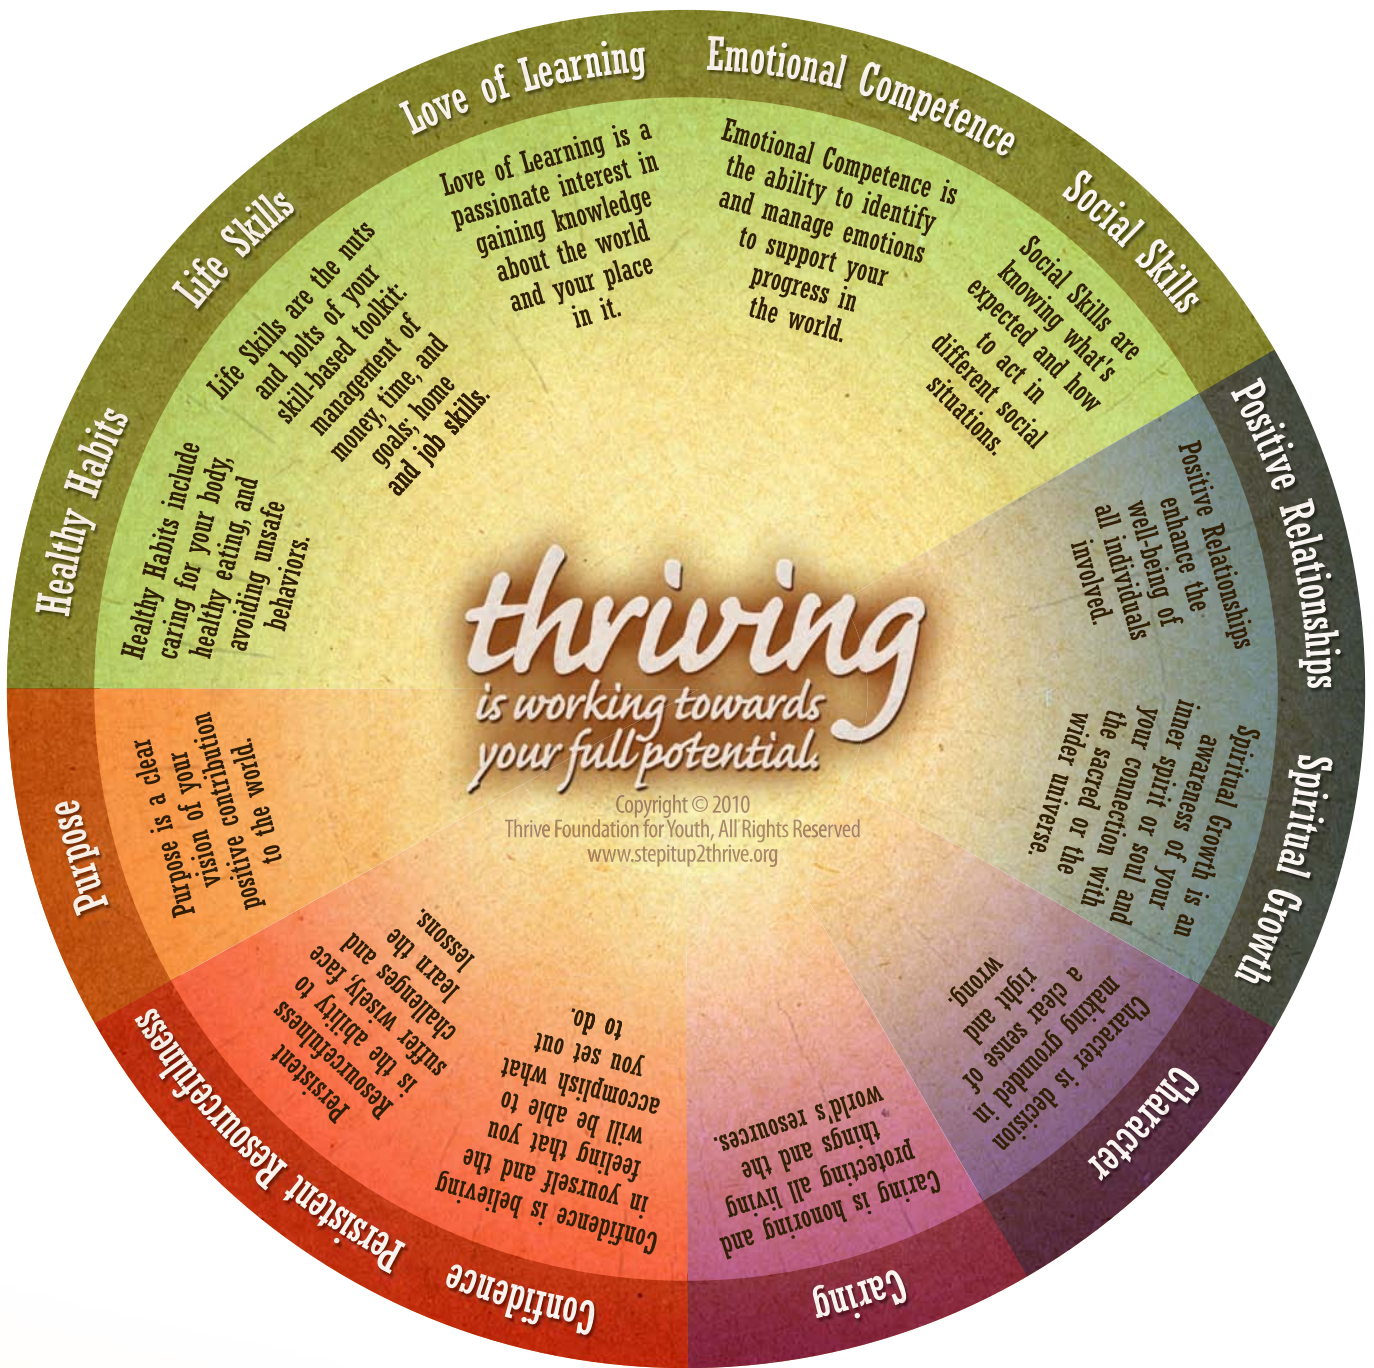 Love of Learning
Love of Learning is a
passionate interest in
gaining knowledge
about the world
and your place
in it.
Emotional Competence
Emotional Competence is
the ability to identify
and manage emotions
to support your
progress in
the world.
Social Skills
Social Skills are
knowing what's
expected and how
to act in
different social
situations.
Positive Relationships
Positive Relationships
enhance the
well-being of
all individuals
involved.
Spiritual Growth
Spiritual Growth is an
awareness of your
inner spirit or soul and
your connection with
the sacred or the
wider universe.
Character
Character is decision
making grounded in
a clear sense of
right and
wrong.
Caring
Caring is honoring and
protecting all living
things and the
world's resources.
Confidence
Confidence is believing
in yourself and the
feeling that you
will be able to
accomplish what
you set out
to do.
Persistent Resourcefulness
Persistent
Resourcefulness
is the ability to
suffer wisely, face
challenges and
learn the
lessons.
Purpose
Purpose is a clear
vision of your
positive contribution
to the world.
Healthy Habits
Healthy Habits include
caring for your body,
healthy eating, and
avoiding unsafe
behaviors.
Life Skills
Life Skills are the nuts
and bolts of your
skill-based toolkit:
management of
money, time, and
goals; home
and job skills.
thriving
is working towards
your full potential.
Copyright © 2010
Thrive Foundation for Youth, All Rights Reserved
www.stepitup2thrive.org